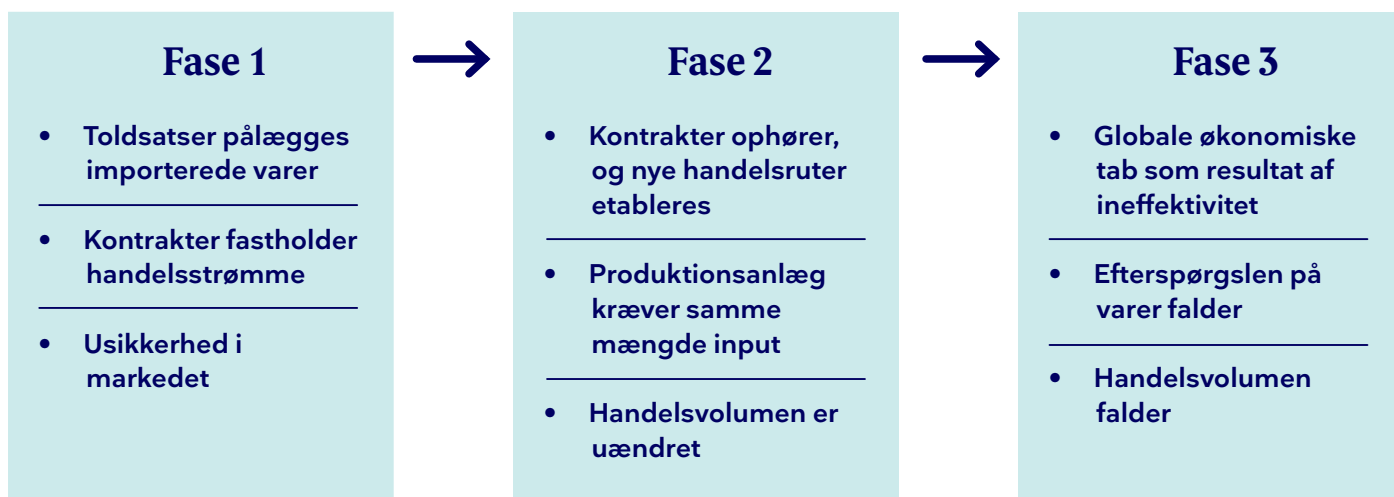 Fase 1
• Toldsatser pålægges
importerede varer
• Kontrakter fastholder
handelsstrømme
• Usikkerhed i
markedet
Fase 2
• Kontrakter ophører,
og nye handelsruter
etableres
• Produktionsanlæg
kræver samme
mængde input
• Handelsvolumen er
uændret
Fase 3
• Globale økonomiske
tab som resultat af
ineffektivitet
• Efterspørgslen på
varer falder
• Handelsvolumen
falder